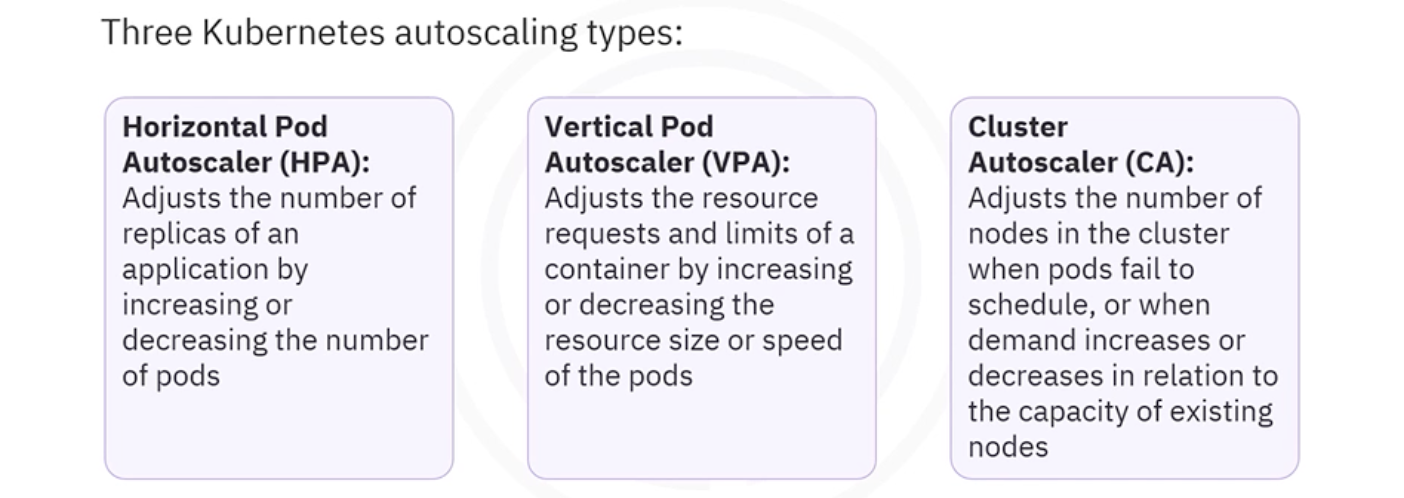 Three Kubernetes autoscaling types:
Horizontal Pod
Autoscaler (HPA):
Adjusts the number of
replicas of an
application by
increasing or
decreasing the number
of pods
Vertical Pod
Autoscaler (VPA):
Adjusts the resource
requests and limits of a
container by increasing
or decreasing the
resource size or speed
of the pods
Cluster
Autoscaler (CA):
Adjusts the number of
nodes in the cluster
when pods fail to
schedule, or when
demand increases or
decreases in relation to
the capacity of existing
nodes